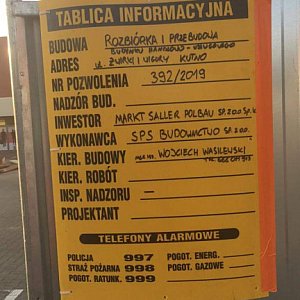 TABLICA INFORMACYJNA
BUDOWA ROZBIÓRKA I PRZEBUDOWA
BUDYNKU HANDLOWO - USŁUGOWEGO
ADRES ul. ŻWIRKI I WIGURY KUTNO
NR POZWOLENIA 392/2019
NADZÓR BUD.
INWESTOR MARKT SALLER POLBAU SP. Z O.O. Sp. k.
WYKONAWCA SPS BUDOWNICTWO SP. Z O.O.
KIER. BUDOWY mgr inż. WOJCIECH WASILEWSKI
KIER. ROBÓT
INSP. NADZORU —
PROJEKTANT
TELEFONY ALARMOWE
POLICJA 997 POGOT. ENERG.
STRAŻ POŻARNA 998 POGOT. GAZOWE
POGOT. RATUNK. 999